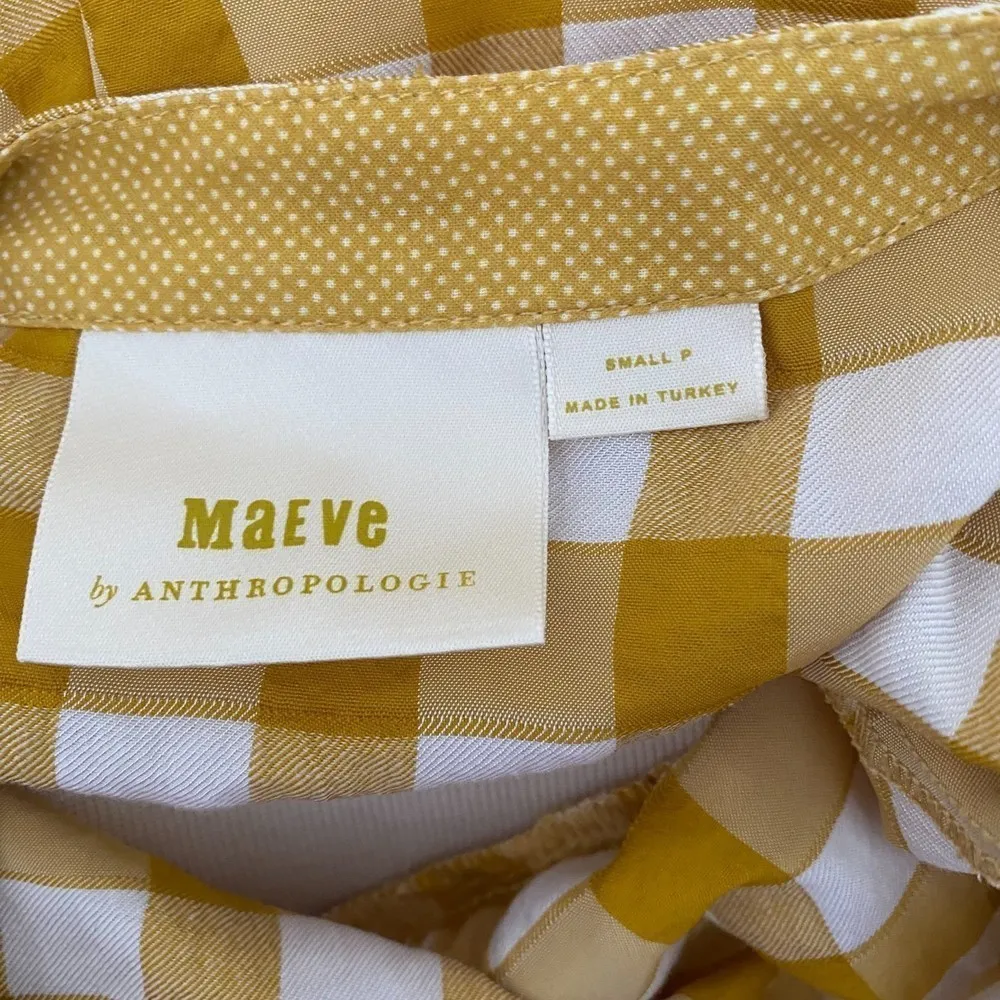 MaEVe
by ANTHROPOLOGIE
SMALL P
MADE IN TURKEY